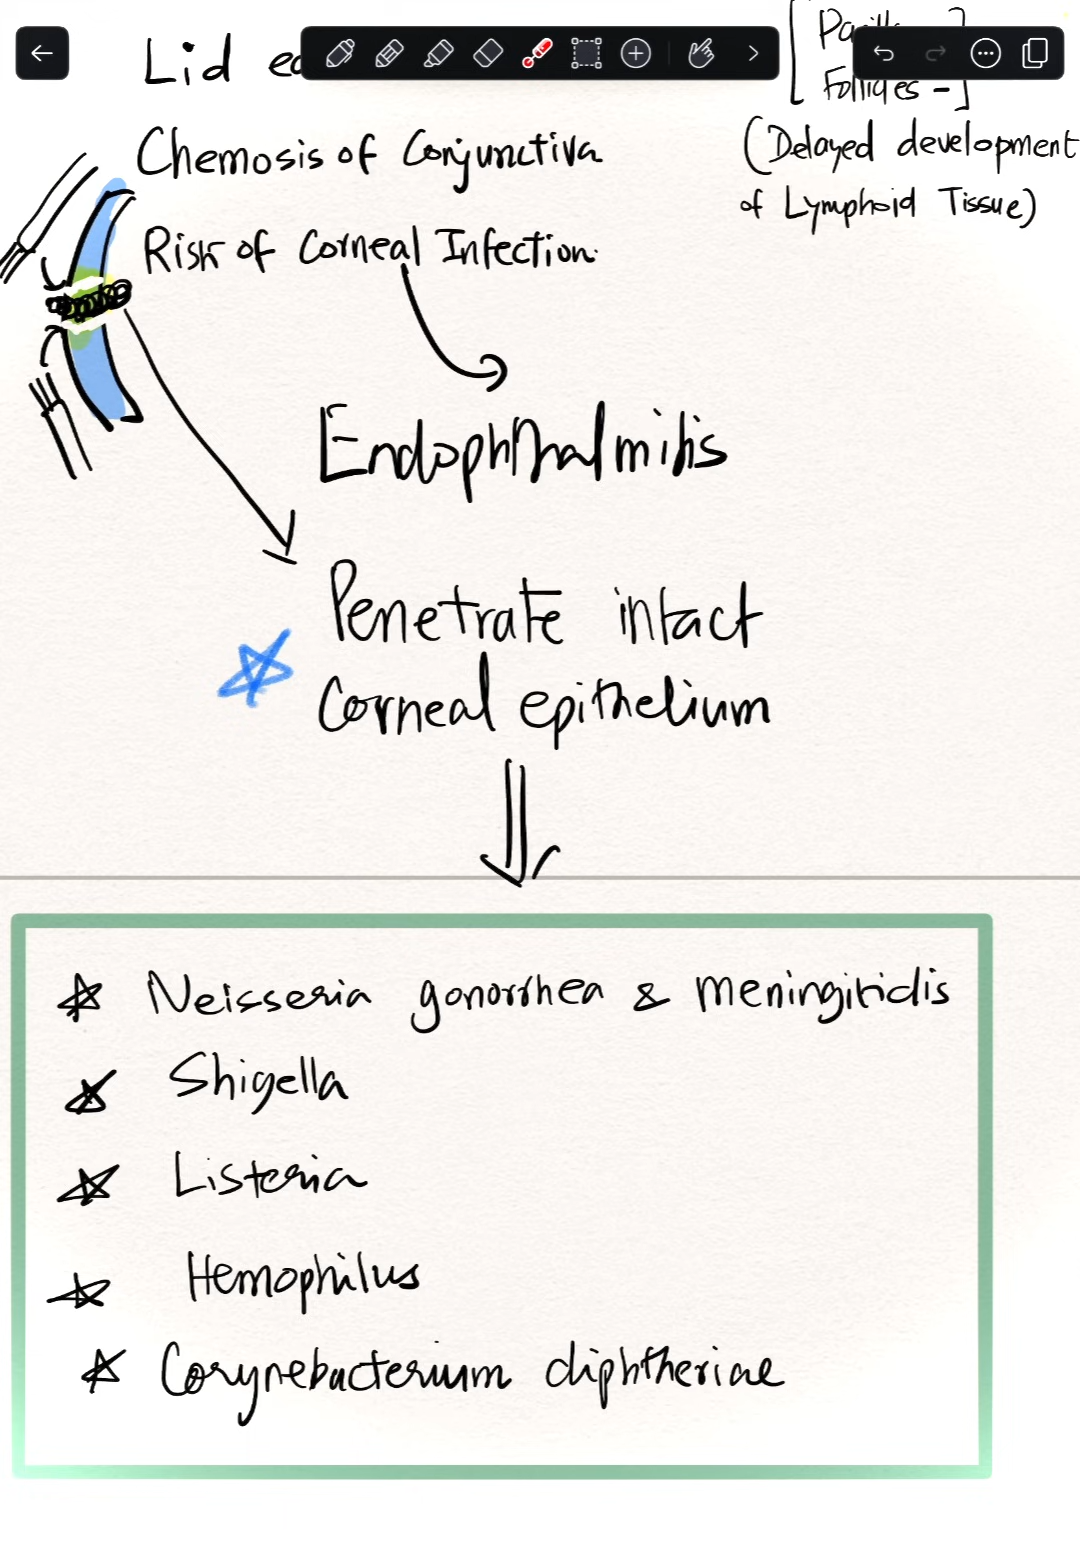 Lid
[Papillae -]
Follicles -]
Chemosis of Conjunctiva
(Delayed development
of Lymphoid Tissue)
Risk of Corneal Infection.
Endophthalmitis
Penetrate intact
Corneal epithelium
Neisseria gonorrhea & meningitidis
Shigella
Listeria
Hemophilus
Corynebacterium diphtheriae